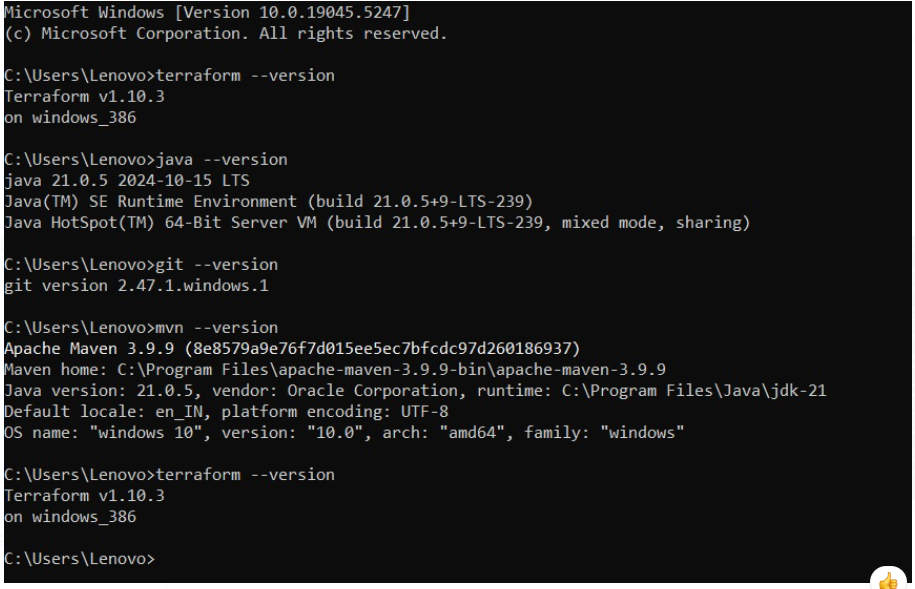 Microsoft Windows [Version 10.0.19045.5247]
(c) Microsoft Corporation. All rights reserved.
C:\Users\Lenovo>terraform --version
Terraform v1.10.3
on windows_386
C:\Users\Lenovo>java --version
java 21.0.5 2024-10-15 LTS
Java(TM) SE Runtime Environment (build 21.0.5+9-LTS-239)
Java HotSpot(TM) 64-Bit Server VM (build 21.0.5+9-LTS-239, mixed mode, sharing)
C:\Users\Lenovo>git --version
git version 2.47.1.windows.1
C:\Users\Lenovo>mvn --version
Apache Maven 3.9.9 (8e8579a9e76f7d015ee5ec7bfcdc97d260186937)
Maven home: C:\Program Files\apache-maven-3.9.9-bin\apache-maven-3.9.9
Java version: 21.0.5, vendor: Oracle Corporation, runtime: C:\Program Files\Java\jdk-21
Default locale: en_IN, platform encoding: UTF-8
OS name: "windows 10", version: "10.0", arch: "amd64", family: "windows"
C:\Users\Lenovo>terraform --version
Terraform v1.10.3
on windows_386
C:\Users\Lenovo>